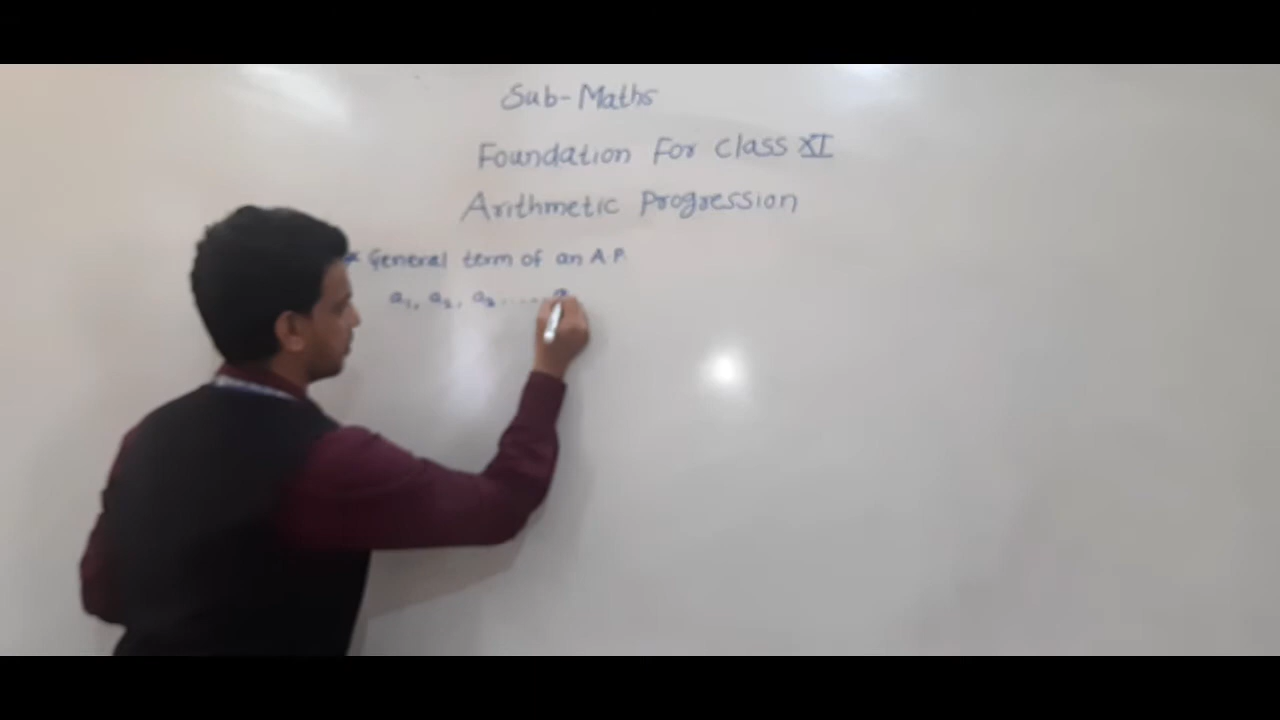 Sub-Maths
Foundation For Class XI
Arithmetic Progression
* General term of an A.P.
a₁, a₂, a₃ ..... a